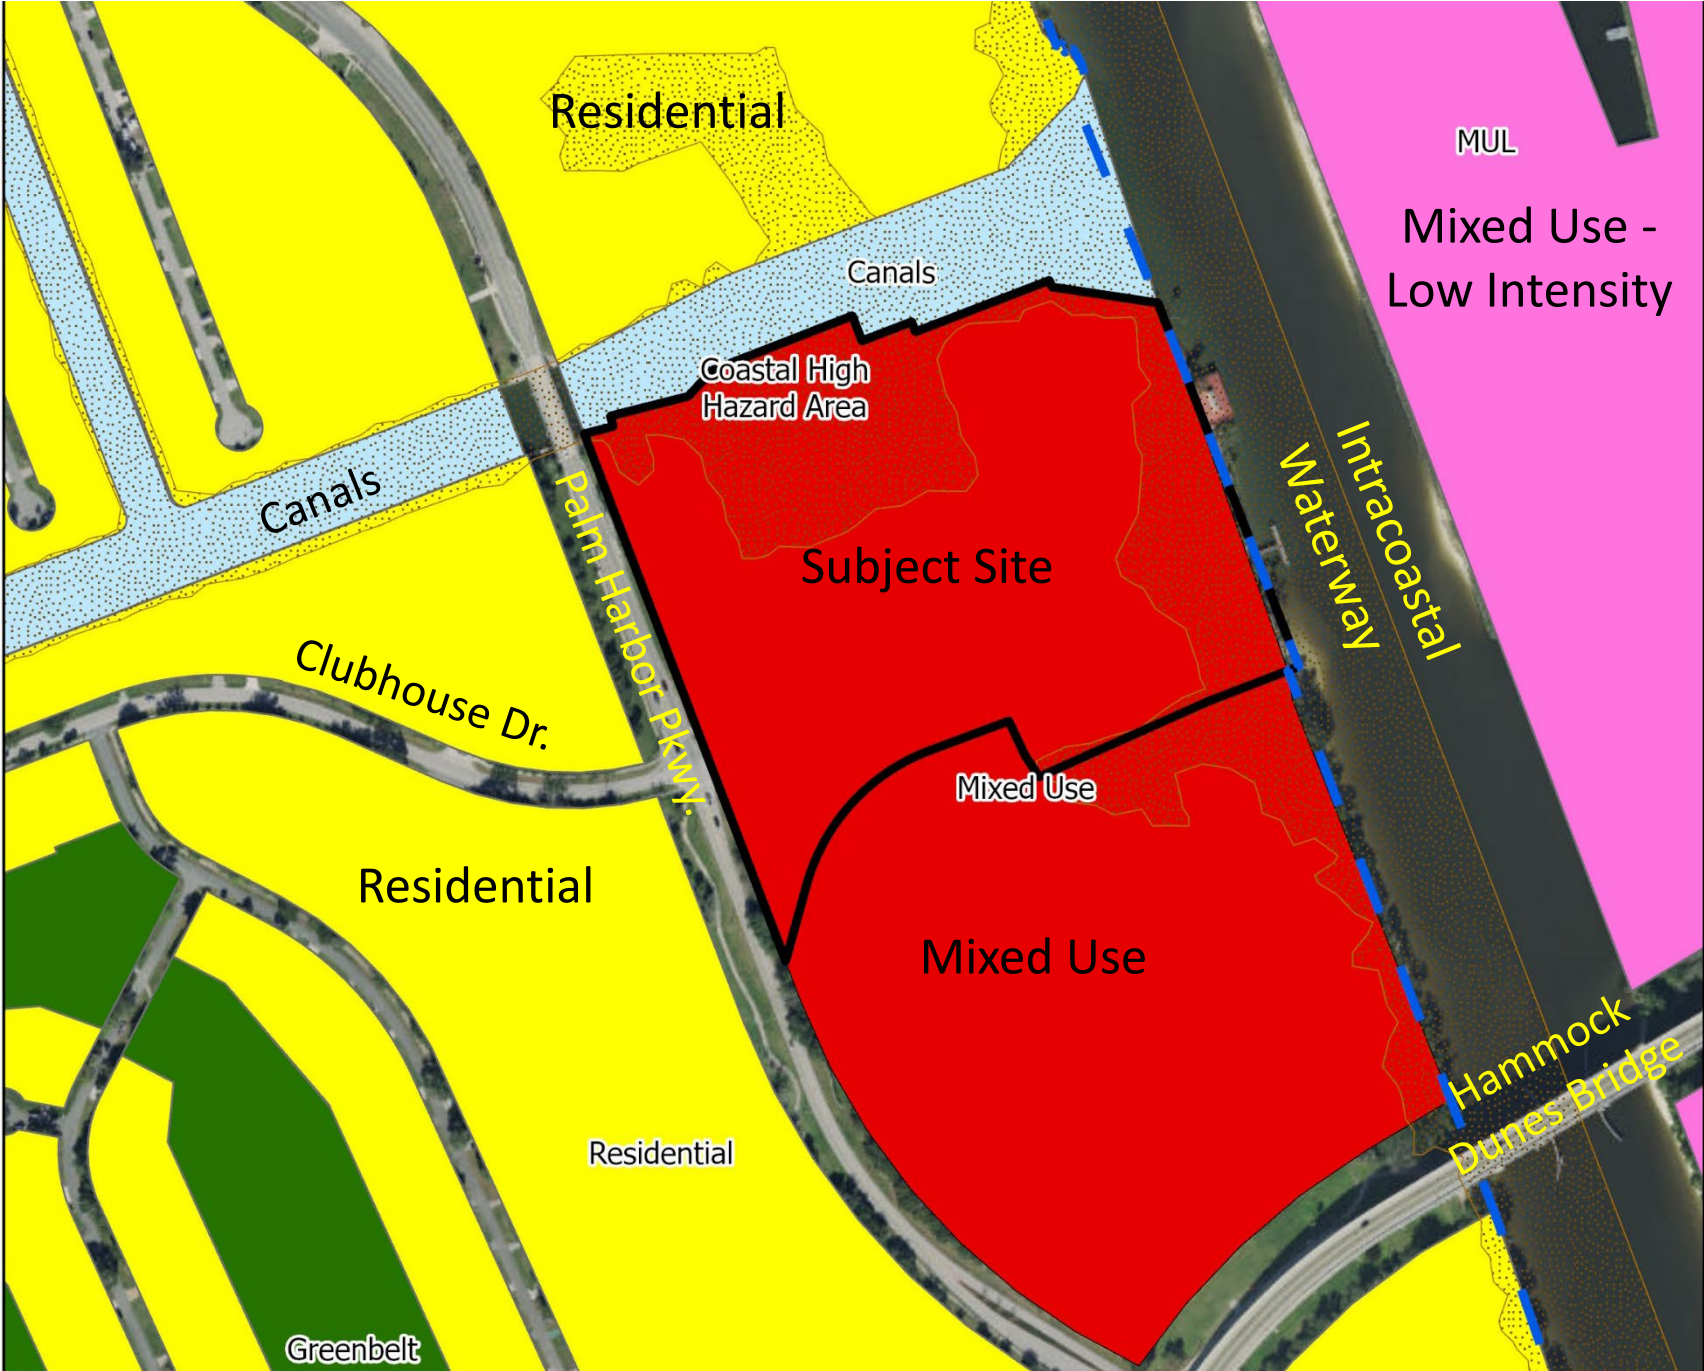 Residential
MUL
Mixed Use -
Low Intensity
Canals
Coastal High
Hazard Area
Canals
Palm Harbor Pkwy.
Subject Site
Intracoastal
Waterway
Clubhouse Dr.
Mixed Use
Residential
Mixed Use
Hammock
Dunes Bridge
Residential
Greenbelt